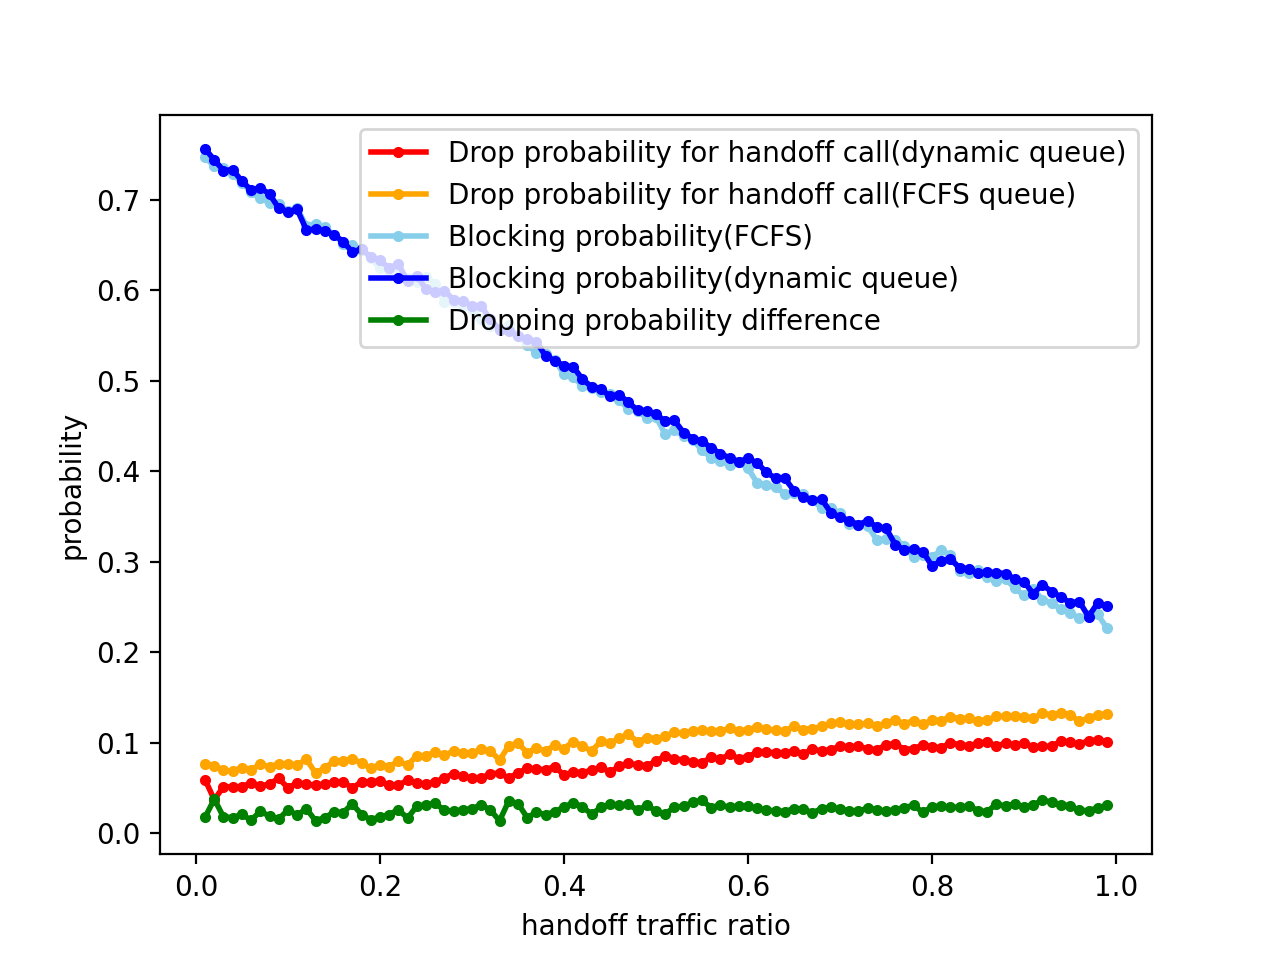 Drop probability for handoff call(dynamic queue)
Drop probability for handoff call(FCFS queue)
Blocking probability(FCFS)
Blocking probability(dynamic queue)
Dropping probability difference
probability
0.7
0.6
0.5
0.4
0.3
0.2
0.1
0.0
0.0 0.2 0.4 0.6 0.8 1.0
handoff traffic ratio